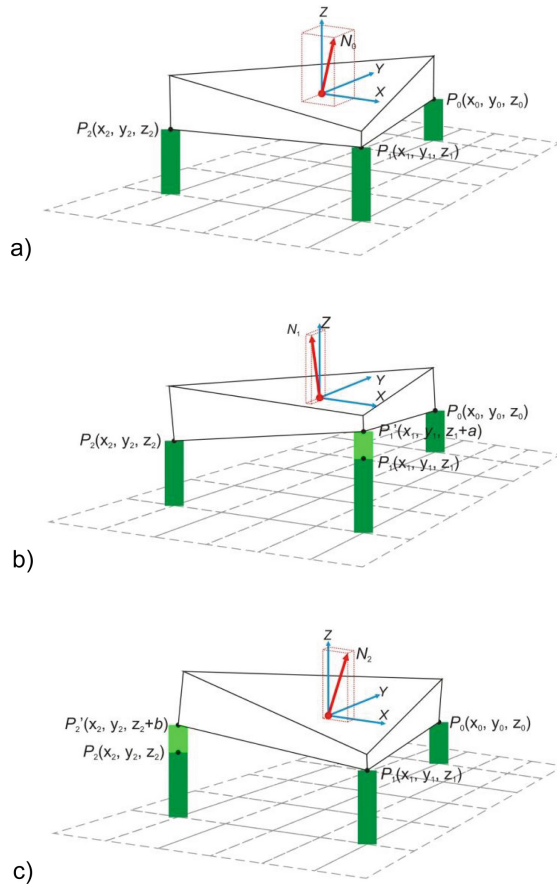 Z
N₀
Y
X
P₂(x₂, y₂, z₂)
P₀(x₀, y₀, z₀)
P₁(x₁, y₁, z₁)
a)
N₁
Z
Y
X
P₂(x₂, y₂, z₂)
P₀(x₀, y₀, z₀)
P₁'(x₁, y₁, z₁+a)
P₁(x₁, y₁, z₁)
b)
Z
N₂
Y
X
P₂'(x₂, y₂, z₂+b)
P₀(x₀, y₀, z₀)
P₂(x₂, y₂, z₂)
P₁(x₁, y₁, z₁)
c)